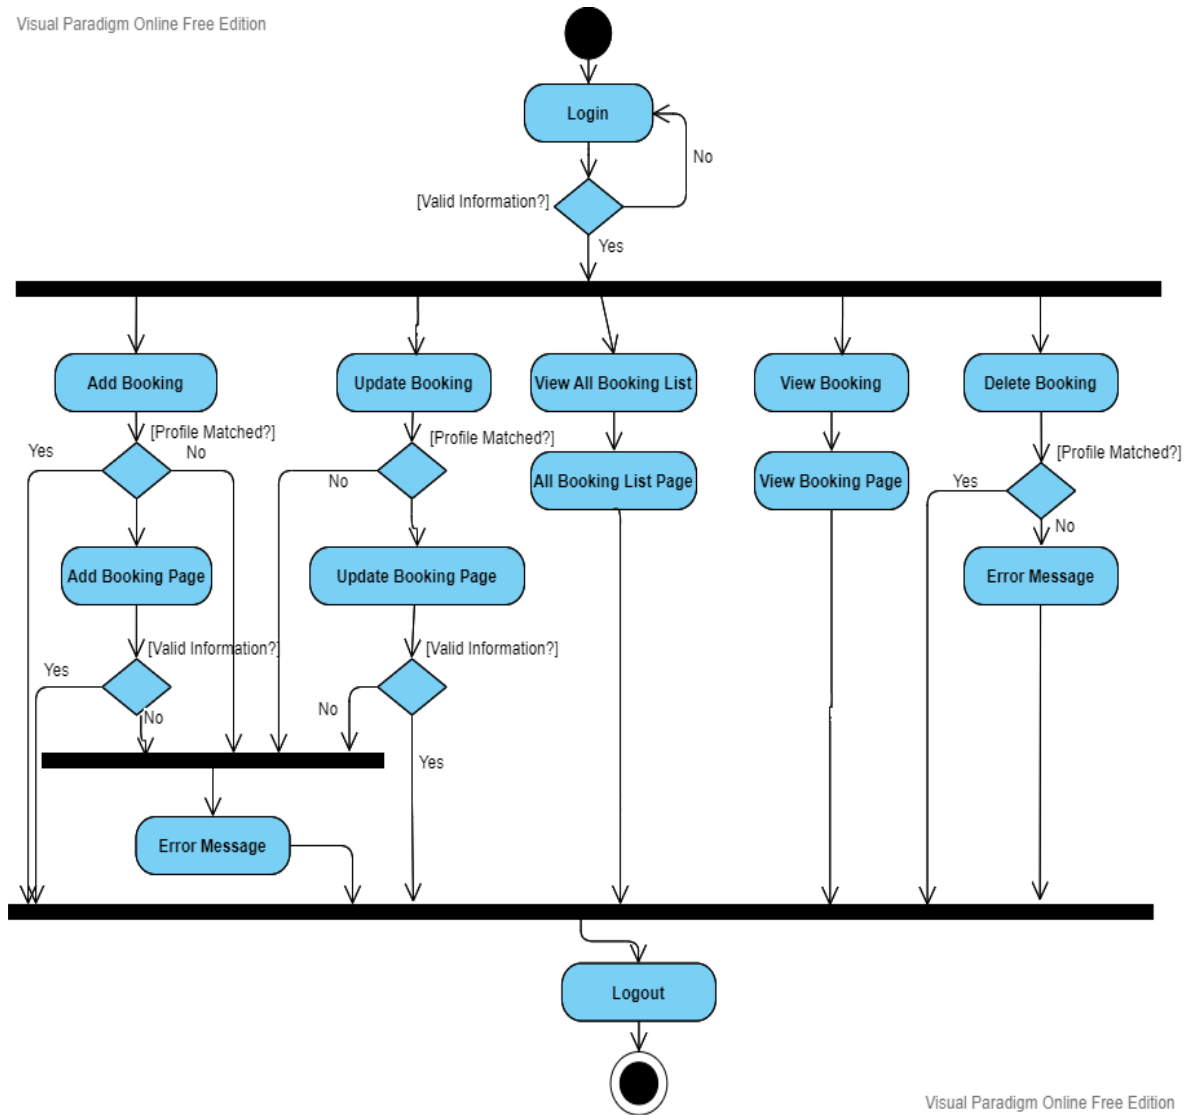 Visual Paradigm Online Free Edition
Login
No
[Valid Information?]
Yes
Add Booking
Update Booking
View All Booking List
View Booking
Delete Booking
[Profile Matched?]
[Profile Matched?]
[Profile Matched?]
Yes
No
No
Yes
All Booking List Page
View Booking Page
No
Add Booking Page
Update Booking Page
Error Message
[Valid Information?]
[Valid Information?]
Yes
No
No
Yes
Error Message
Logout
Visual Paradigm Online Free Edition